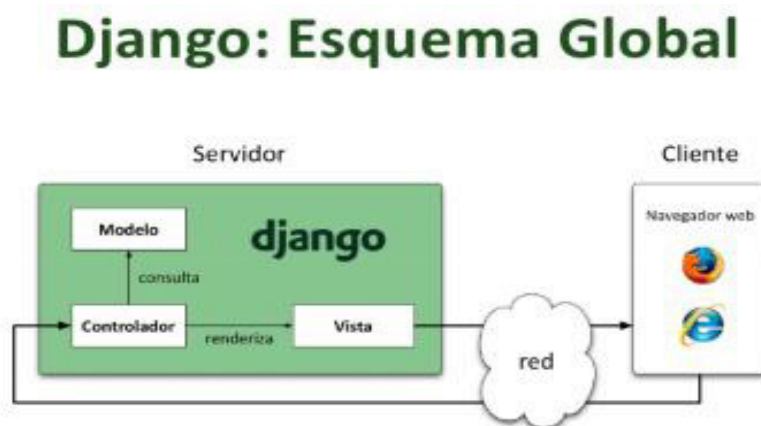 Django: Esquema Global
Servidor
Cliente
Modelo
django
Navegador web
consulta
Controlador
renderiza
Vista
red